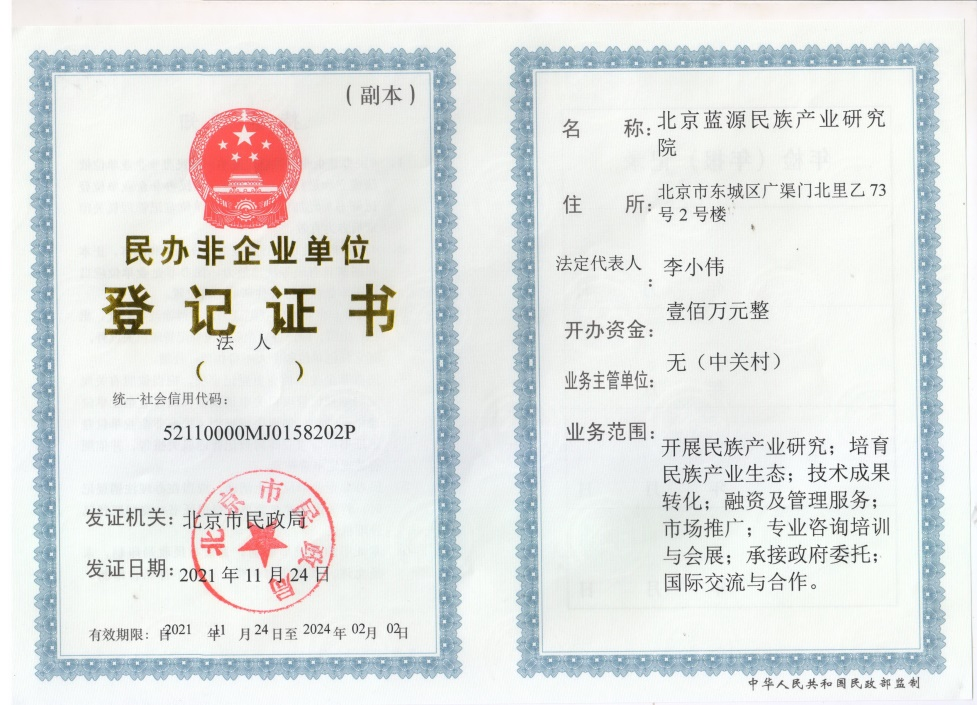 （副本）
民办非企业单位
登记证书
法 人
（ ）
统一社会信用代码：
52110000MJ0158202P
发证机关：北京市民政局
发证日期：2021 年 11 月 24 日
北京市民政局
有效期限：自2021 年11 月24日至 2024年 02月 02日
名 称：北京蓝源民族产业研究
院
住 所：北京市东城区广渠门北里乙 73
号 2 号楼
法定代表人：李小伟
开办资金：壹佰万元整
业务主管单位：无（中关村）
业务范围：
开展民族产业研究；培育
民族产业生态；技术成果
转化；融资及管理服务；
市场推广；专业咨询培训
与会展；承接政府委托；
国际交流与合作。
中华人民共和国民政部监制